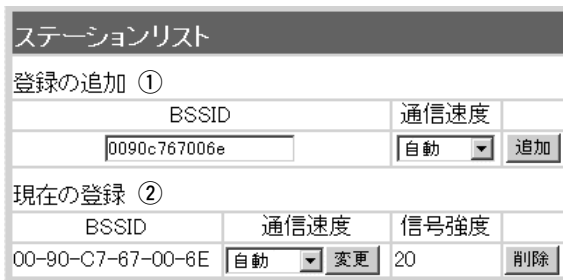 ステーションリスト
登録の追加 ①
BSSID 通信速度
0090c767006e 自動 追加
現在の登録 ②
BSSID 通信速度 信号強度
00-90-C7-67-00-6E 自動 変更 20 削除